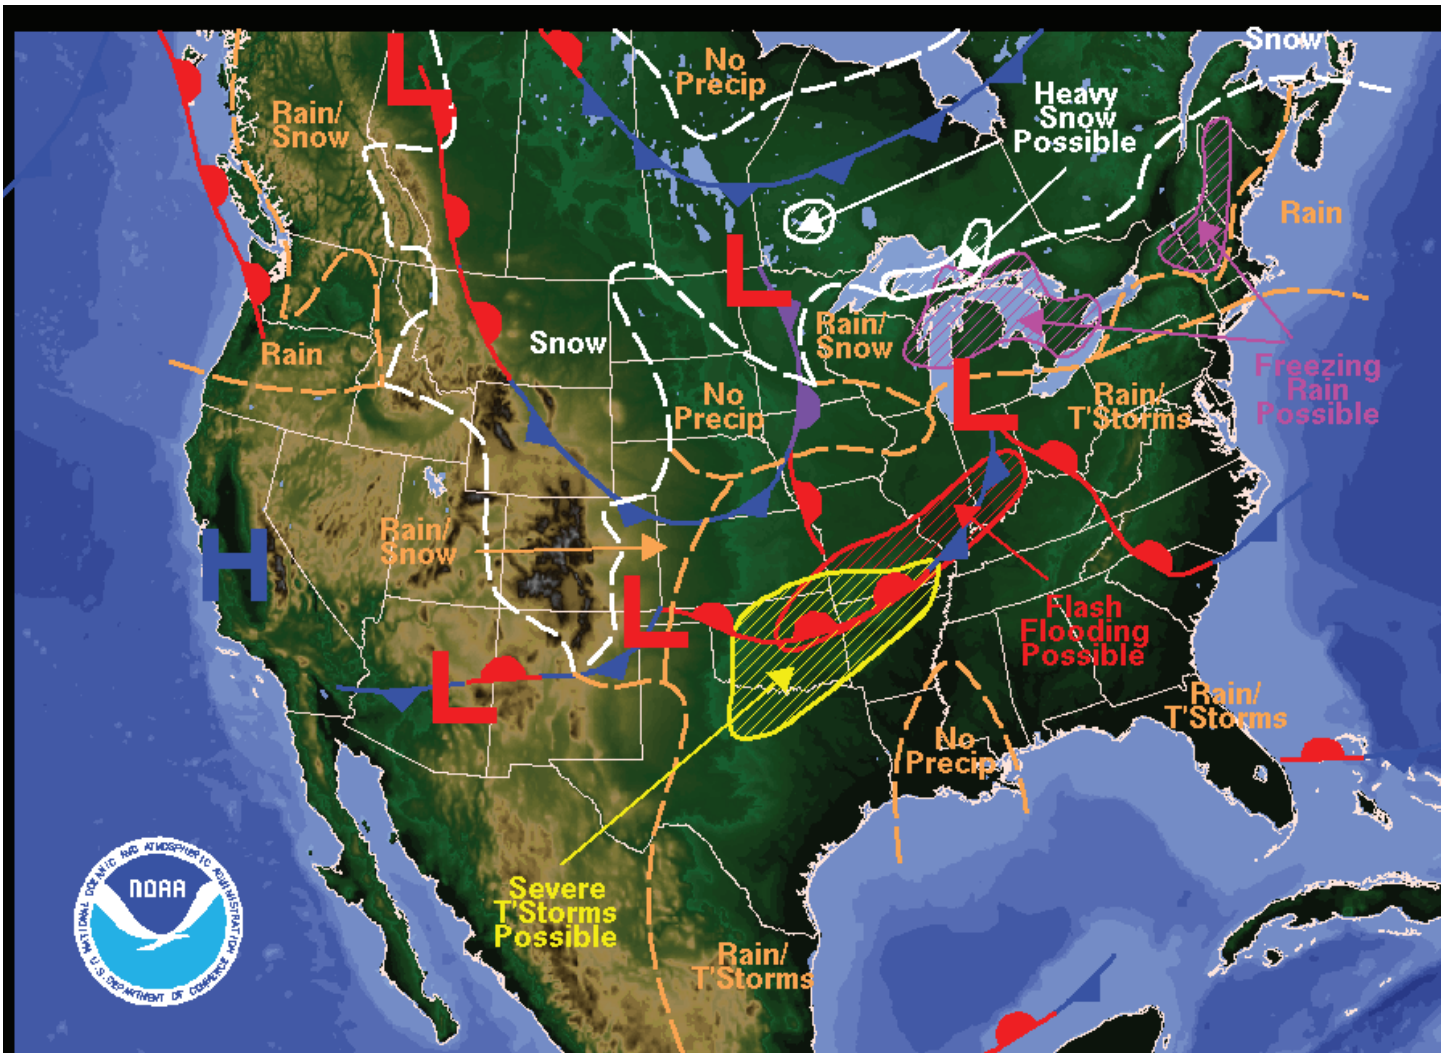 Snow
No
Precip
Heavy
Snow
Possible
Rain/
Snow
L
Rain
L
Rain/
Snow
Snow
Rain
L
Freezing
Rain
Possible
No
Precip
Rain/
T'Storms
Rain/
Snow
H
L
Flash
Flooding
Possible
L
Rain/
T'Storms
No
Precip
Severe
T'Storms
Possible
Rain/
T'Storms
NATIONAL OCEANIC AND ATMOSPHERIC ADMINISTRATION
NOAA
U.S. DEPARTMENT OF COMMERCE